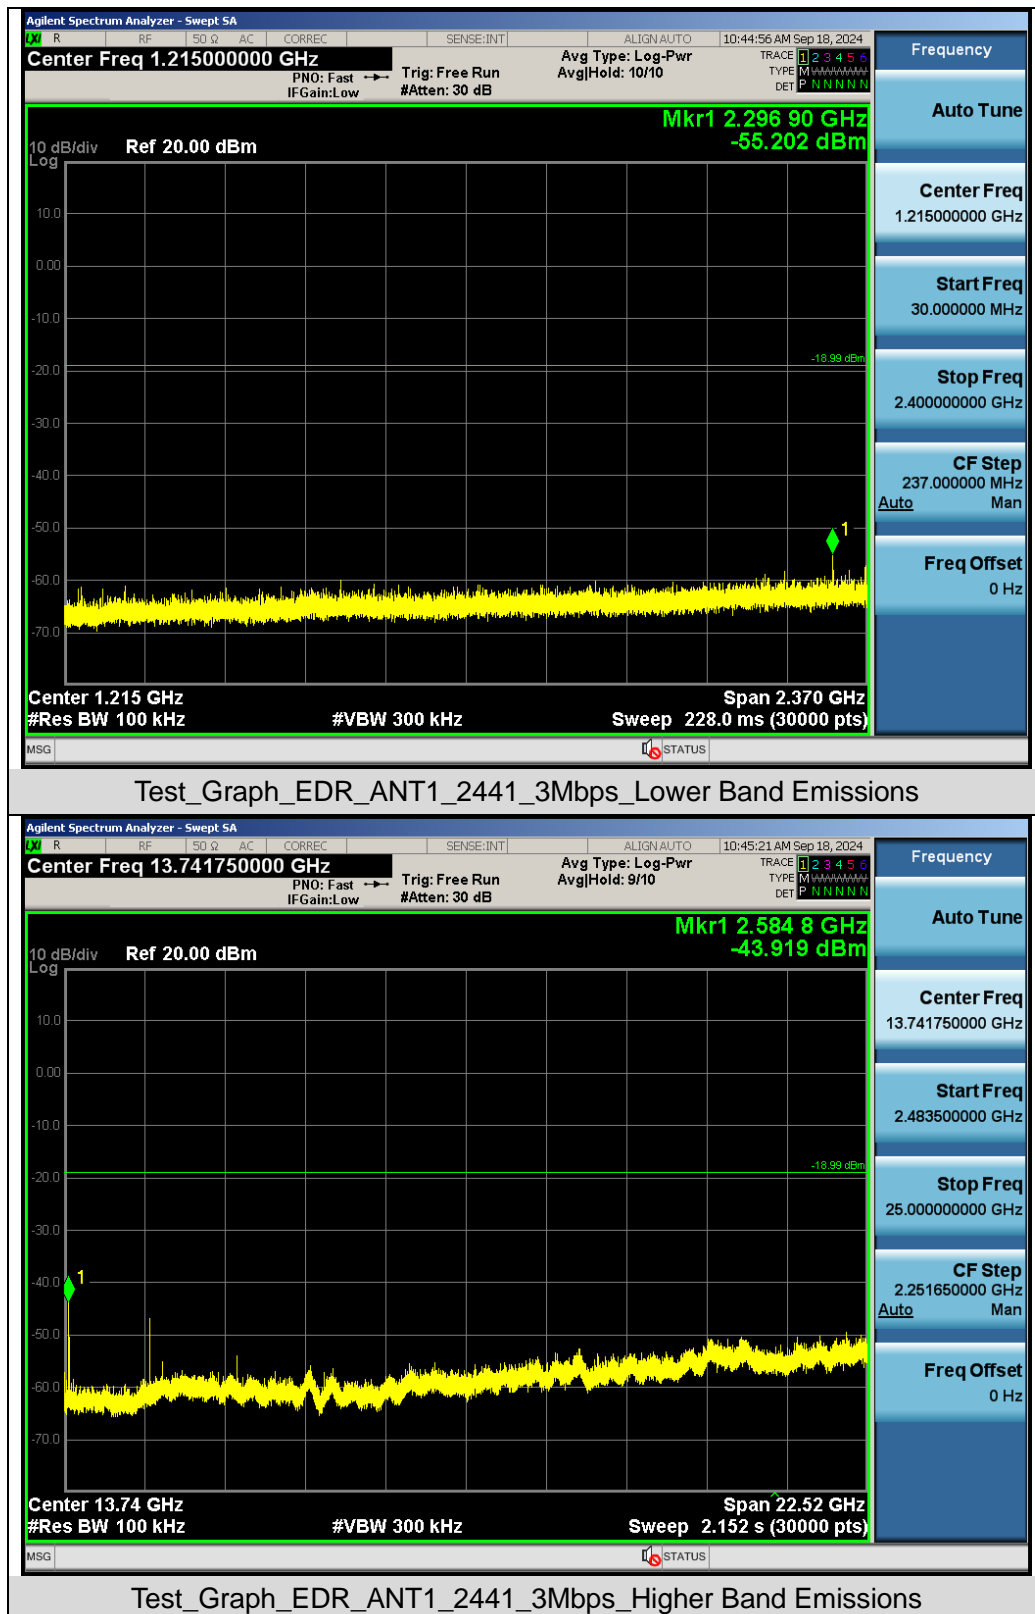 Agilent Spectrum Analyzer - Swept SA
LXI R RF 50 Ω AC CORREC SENSE:INT ALIGN AUTO 10:44:56 AM Sep 18, 2024
Center Freq 1.215000000 GHz
PNO: Fast
IFGain:Low
Trig: Free Run
#Atten: 30 dB
Avg Type: Log-Pwr
Avg|Hold: 10/10
TRACE 1 2 3 4 5 6
TYPE M
DET P N N N N N
Frequency
Auto Tune
Center Freq
1.215000000 GHz
Start Freq
30.000000 MHz
Stop Freq
2.400000000 GHz
CF Step
237.000000 MHz
Auto Man
Freq Offset
0 Hz
Mkr1 2.296 90 GHz
-55.202 dBm
10 dB/div Ref 20.00 dBm
Log
10.0
0.00
-10.0
-18.99 dBm
-20.0
-30.0
-40.0
-50.0
1
-60.0
-70.0
Center 1.215 GHz Span 2.370 GHz
#Res BW 100 kHz #VBW 300 kHz Sweep 228.0 ms (30000 pts)
MSG STATUS
Test_Graph_EDR_ANT1_2441_3Mbps_Lower Band Emissions
Agilent Spectrum Analyzer - Swept SA
LXI R RF 50 Ω AC CORREC SENSE:INT ALIGN AUTO 10:45:21 AM Sep 18, 2024
Center Freq 13.741750000 GHz
PNO: Fast
IFGain:Low
Trig: Free Run
#Atten: 30 dB
Avg Type: Log-Pwr
Avg|Hold: 9/10
TRACE 1 2 3 4 5 6
TYPE M
DET P N N N N N
Frequency
Auto Tune
Center Freq
13.741750000 GHz
Start Freq
2.483500000 GHz
Stop Freq
25.000000000 GHz
CF Step
2.251650000 GHz
Auto Man
Freq Offset
0 Hz
Mkr1 2.584 8 GHz
-43.919 dBm
10 dB/div Ref 20.00 dBm
Log
10.0
0.00
-10.0
-18.99 dBm
-20.0
-30.0
-40.0
1
-50.0
-60.0
-70.0
Center 13.74 GHz Span 22.52 GHz
#Res BW 100 kHz #VBW 300 kHz Sweep 2.152 s (30000 pts)
MSG STATUS
Test_Graph_EDR_ANT1_2441_3Mbps_Higher Band Emissions